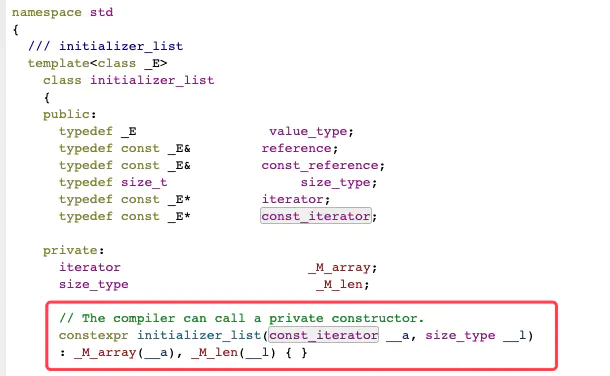 namespace std
{
/// initializer_list
template<class _E>
class initializer_list
{
public:
typedef _E value_type;
typedef const _E& reference;
typedef const _E& const_reference;
typedef size_t size_type;
typedef const _E* iterator;
typedef const _E* const_iterator;
private:
iterator _M_array;
size_type _M_len;
// The compiler can call a private constructor.
constexpr initializer_list(const_iterator __a, size_type __l)
: _M_array(__a), _M_len(__l) { }